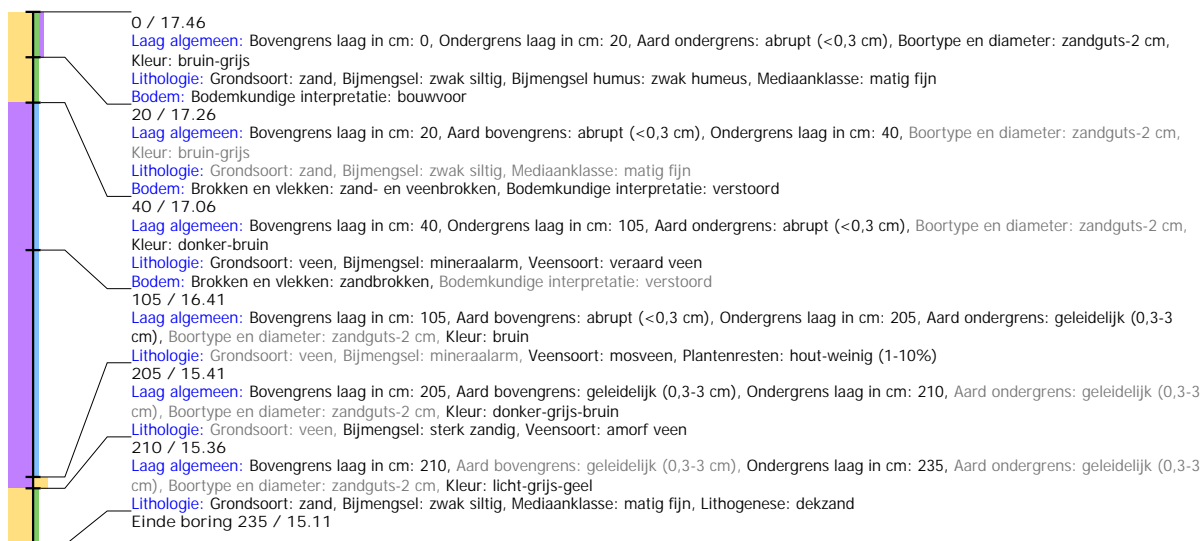 0 / 17.46
Laag algemeen: Bovengrens laag in cm: 0, Ondergrens laag in cm: 20, Aard ondergrens: abrupt (<0,3 cm), Boortype en diameter: zandguts-2 cm,
Kleur: bruin-grijs
Lithologie: Grondsoort: zand, Bijmengsel: zwak siltig, Bijmengsel humus: zwak humeus, Mediaanklasse: matig fijn
Bodem: Bodemkundige interpretatie: bouwvoor
20 / 17.26
Laag algemeen: Bovengrens laag in cm: 20, Aard bovengrens: abrupt (<0,3 cm), Ondergrens laag in cm: 40, Boortype en diameter: zandguts-2 cm,
Kleur: bruin-grijs
Lithologie: Grondsoort: zand, Bijmengsel: zwak siltig, Mediaanklasse: matig fijn
Bodem: Brokken en vlekken: zand- en veenbrokken, Bodemkundige interpretatie: verstoord
40 / 17.06
Laag algemeen: Bovengrens laag in cm: 40, Ondergrens laag in cm: 105, Aard ondergrens: abrupt (<0,3 cm), Boortype en diameter: zandguts-2 cm,
Kleur: donker-bruin
Lithologie: Grondsoort: veen, Bijmengsel: mineraalarm, Veensoort: veraard veen
Bodem: Brokken en vlekken: zandbrokken, Bodemkundige interpretatie: verstoord
105 / 16.41
Laag algemeen: Bovengrens laag in cm: 105, Aard bovengrens: abrupt (<0,3 cm), Ondergrens laag in cm: 205, Aard ondergrens: geleidelijk (0,3-3
cm), Boortype en diameter: zandguts-2 cm, Kleur: bruin
Lithologie: Grondsoort: veen, Bijmengsel: mineraalarm, Veensoort: mosveen, Plantenresten: hout-weinig (1-10%)
205 / 15.41
Laag algemeen: Bovengrens laag in cm: 205, Aard bovengrens: geleidelijk (0,3-3 cm), Ondergrens laag in cm: 210, Aard ondergrens: geleidelijk (0,3-3
cm), Boortype en diameter: zandguts-2 cm, Kleur: donker-grijs-bruin
Lithologie: Grondsoort: veen, Bijmengsel: sterk zandig, Veensoort: amorf veen
210 / 15.36
Laag algemeen: Bovengrens laag in cm: 210, Aard bovengrens: geleidelijk (0,3-3 cm), Ondergrens laag in cm: 235, Aard ondergrens: geleidelijk (0,3-3
cm), Boortype en diameter: zandguts-2 cm, Kleur: licht-grijs-geel
Lithologie: Grondsoort: zand, Bijmengsel: zwak siltig, Mediaanklasse: matig fijn, Lithogenese: dekzand
Einde boring 235 / 15.11